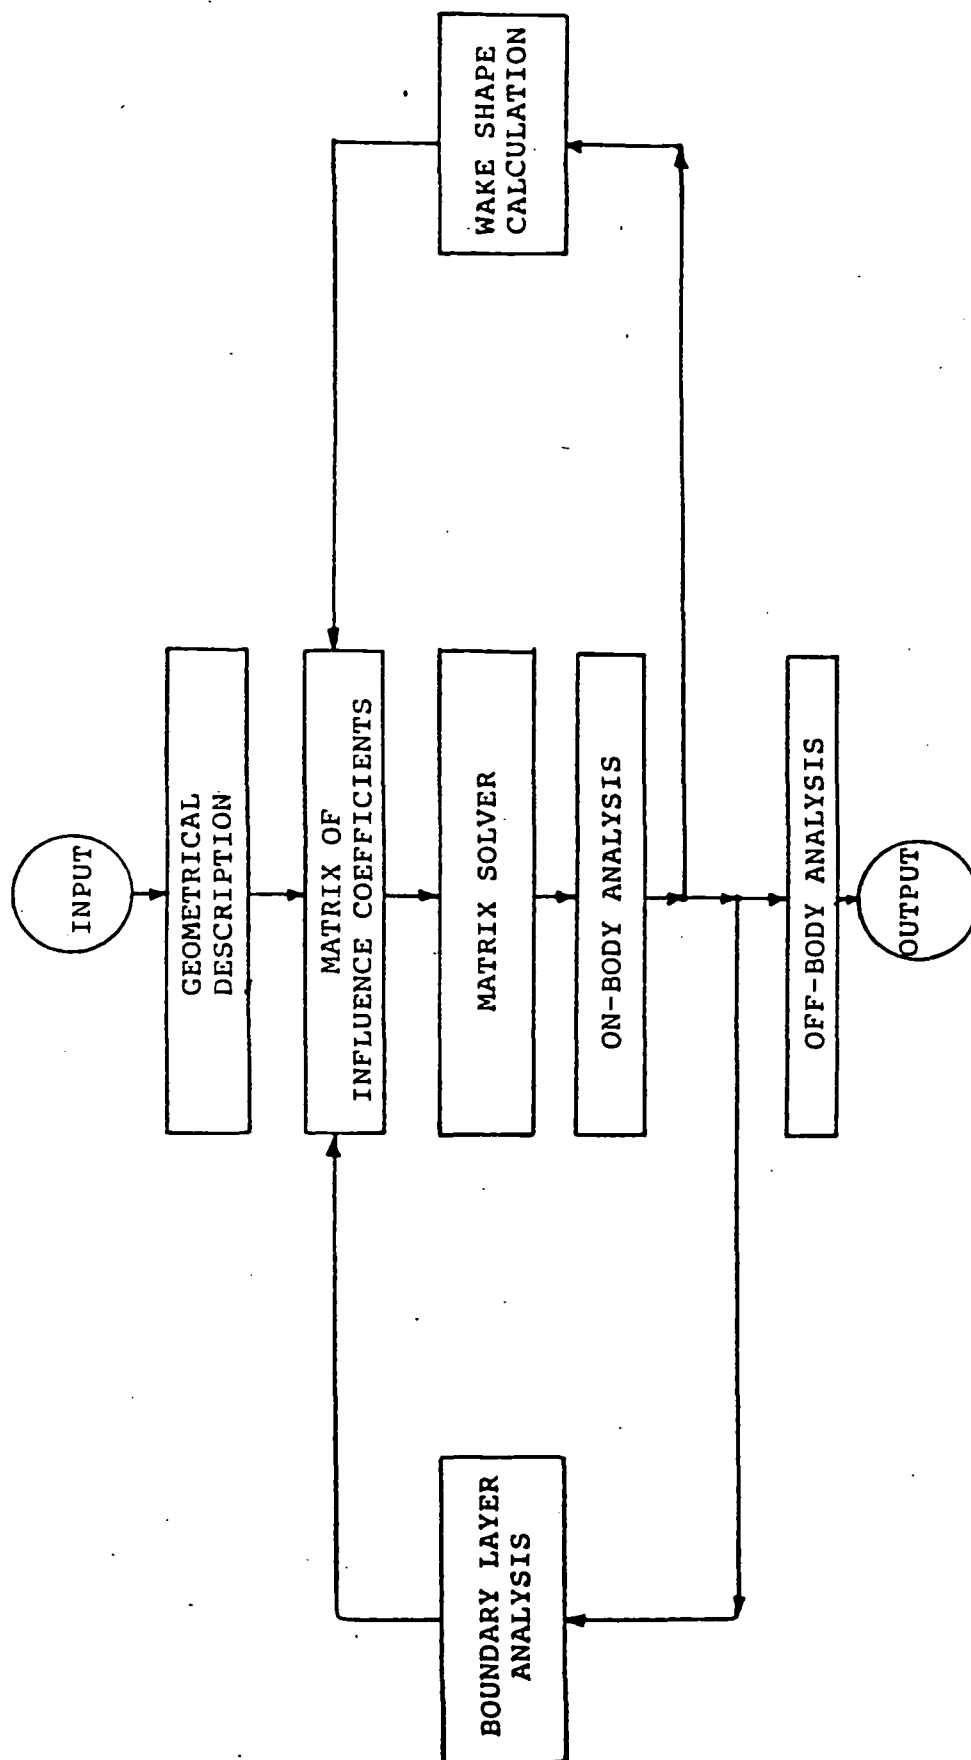 INPUT
GEOMETRICAL
DESCRIPTION
MATRIX OF
INFLUENCE COEFFICIENTS
MATRIX SOLVER
ON-BODY ANALYSIS
WAKE SHAPE
CALCULATION
BOUNDARY LAYER
ANALYSIS
OFF-BODY ANALYSIS
OUTPUT